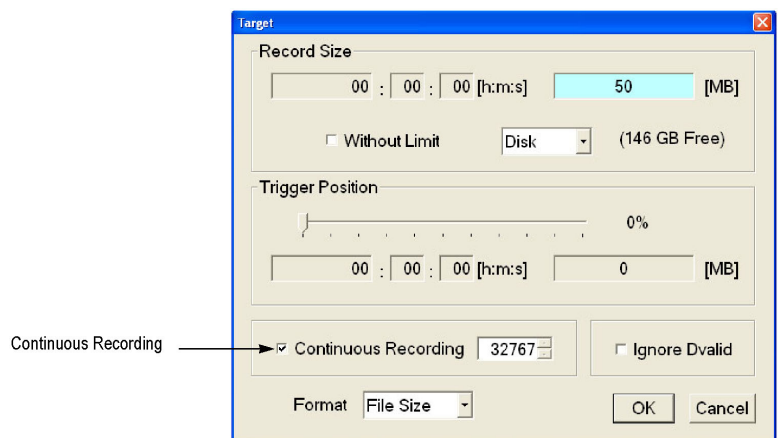 Target
Record Size
00 : 00 : 00 [h:m:s] 50 [MB]
Without Limit Disk (146 GB Free)
Trigger Position
0%
00 : 00 : 00 [h:m:s] 0 [MB]
Continuous Recording Continuous Recording 32767 Ignore Dvalid
Format File Size OK Cancel